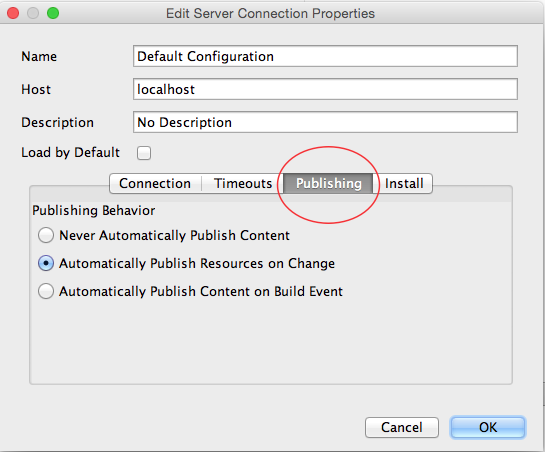 Edit Server Connection Properties
Name Default Configuration
Host localhost
Description No Description
Load by Default
Connection Timeouts Publishing Install
Publishing Behavior
Never Automatically Publish Content
Automatically Publish Resources on Change
Automatically Publish Content on Build Event
Cancel OK